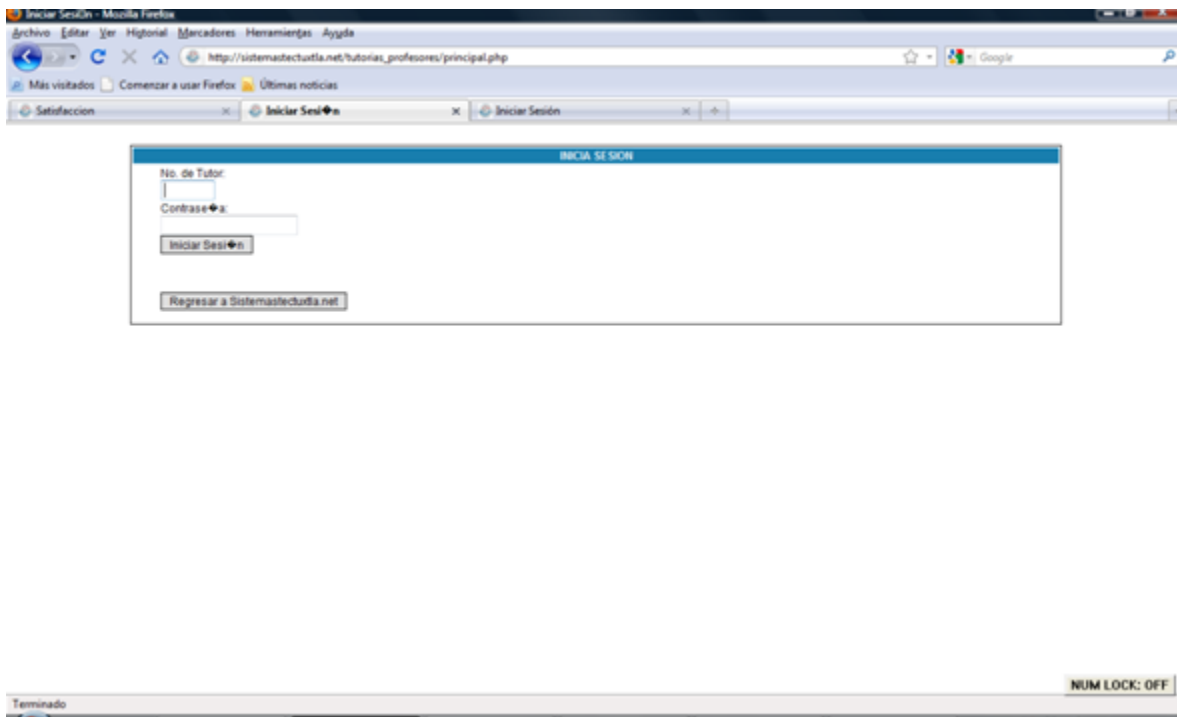 Iniciar Sesi�n - Mozilla Firefox
Archivo Editar Ver Historial Marcadores Herramientas Ayuda
http://sistemastectuxtla.net/tutorias_profesores/principal.php Google
Más visitados Comenzar a usar Firefox Últimas noticias
Satisfaccion Iniciar Sesi�n Iniciar Sesión
INICIA SESION
No. de Tutor:
Contrase�a:
Iniciar Sesi�n
Regresar a Sistemastectuxtla.net
NUM LOCK: OFF
Terminado